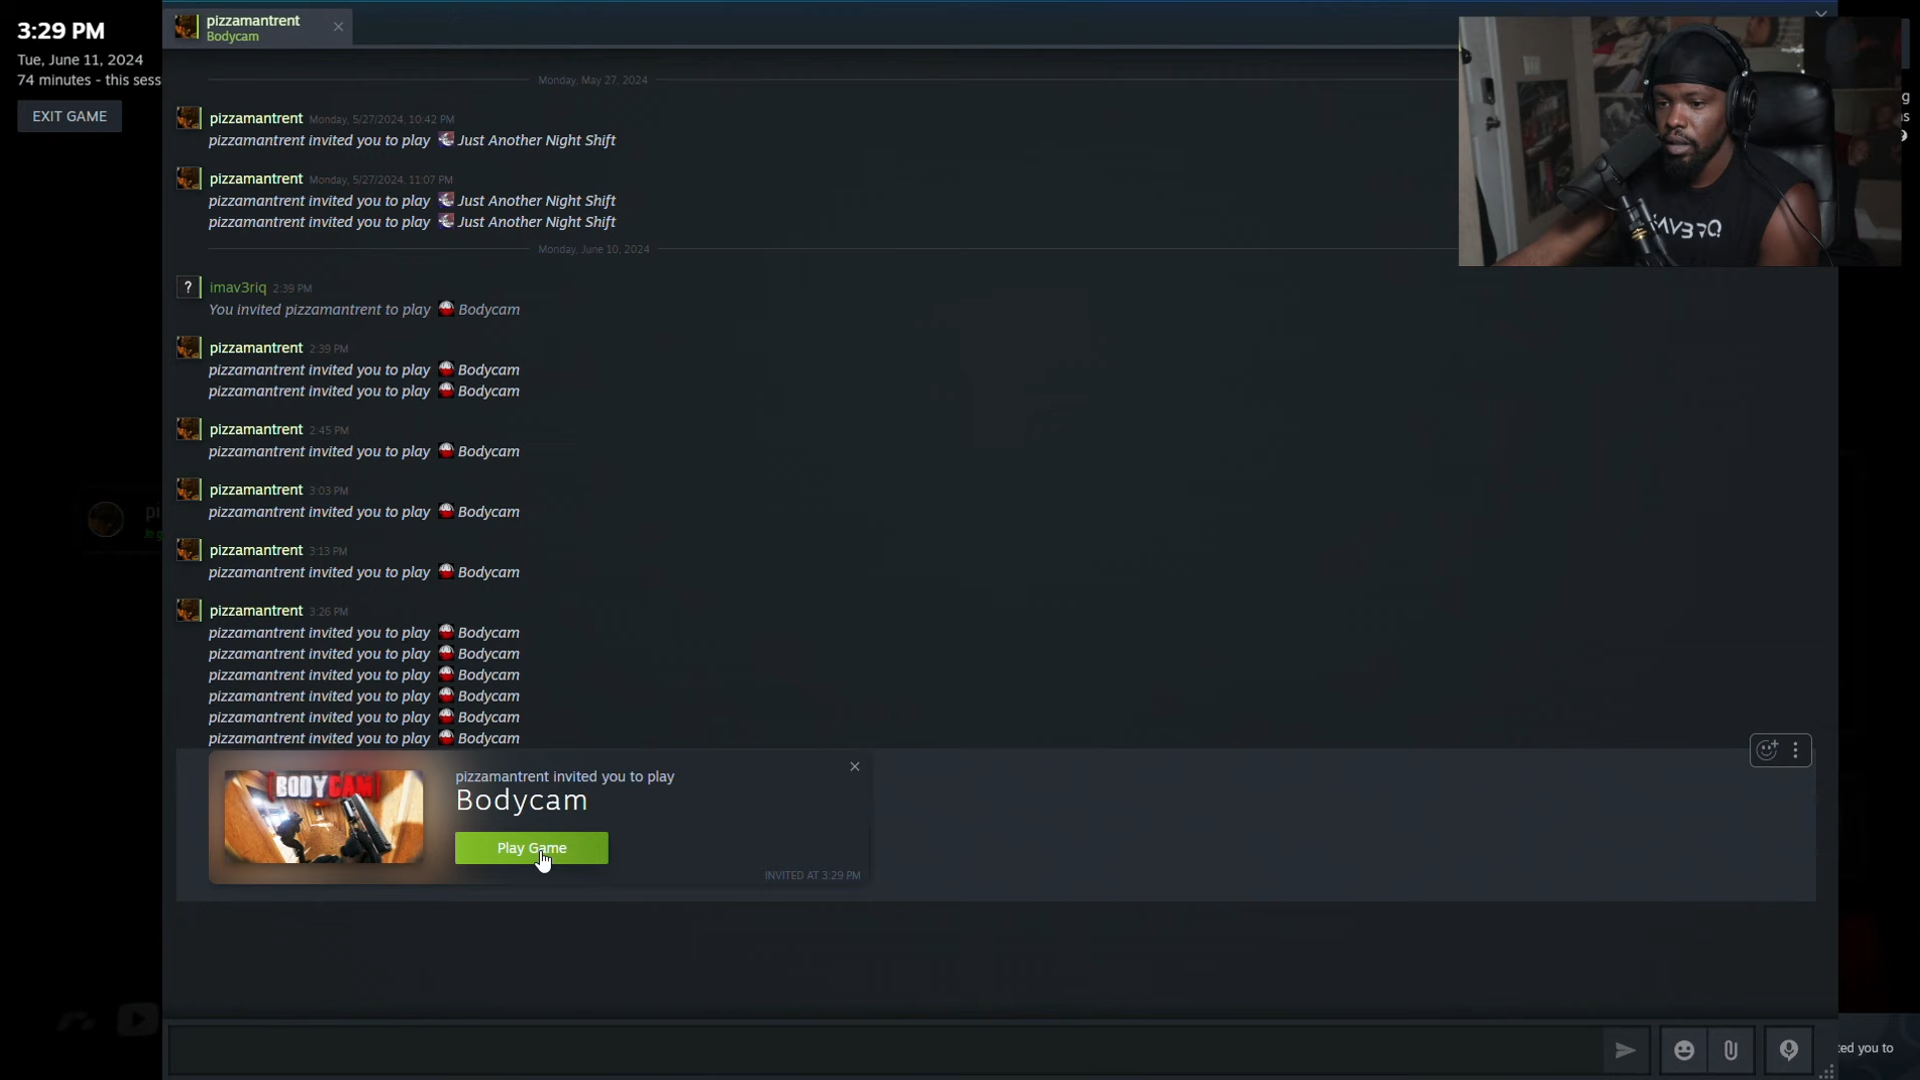 3:29 PM
Tue, June 11, 2024
74 minutes - this sess
EXIT GAME
pizzamantrent
Bodycam
Monday, May 27, 2024
pizzamantrent Monday, 5/27/2024, 10:42 PM
pizzamantrent invited you to play Just Another Night Shift
pizzamantrent Monday, 5/27/2024, 11:07 PM
pizzamantrent invited you to play Just Another Night Shift
pizzamantrent invited you to play Just Another Night Shift
Monday, June 10, 2024
? imav3riq 2:39 PM
You invited pizzamantrent to play Bodycam
pizzamantrent 2:39 PM
pizzamantrent invited you to play Bodycam
pizzamantrent invited you to play Bodycam
pizzamantrent 2:45 PM
pizzamantrent invited you to play Bodycam
pizzamantrent 3:03 PM
pizzamantrent invited you to play Bodycam
pizzamantrent 3:13 PM
pizzamantrent invited you to play Bodycam
pizzamantrent 3:26 PM
pizzamantrent invited you to play Bodycam
pizzamantrent invited you to play Bodycam
pizzamantrent invited you to play Bodycam
pizzamantrent invited you to play Bodycam
pizzamantrent invited you to play Bodycam
pizzamantrent invited you to play Bodycam
BODYCAM
pizzamantrent invited you to play
Bodycam
Play Game
INVITED AT 3:29 PM
ted you to